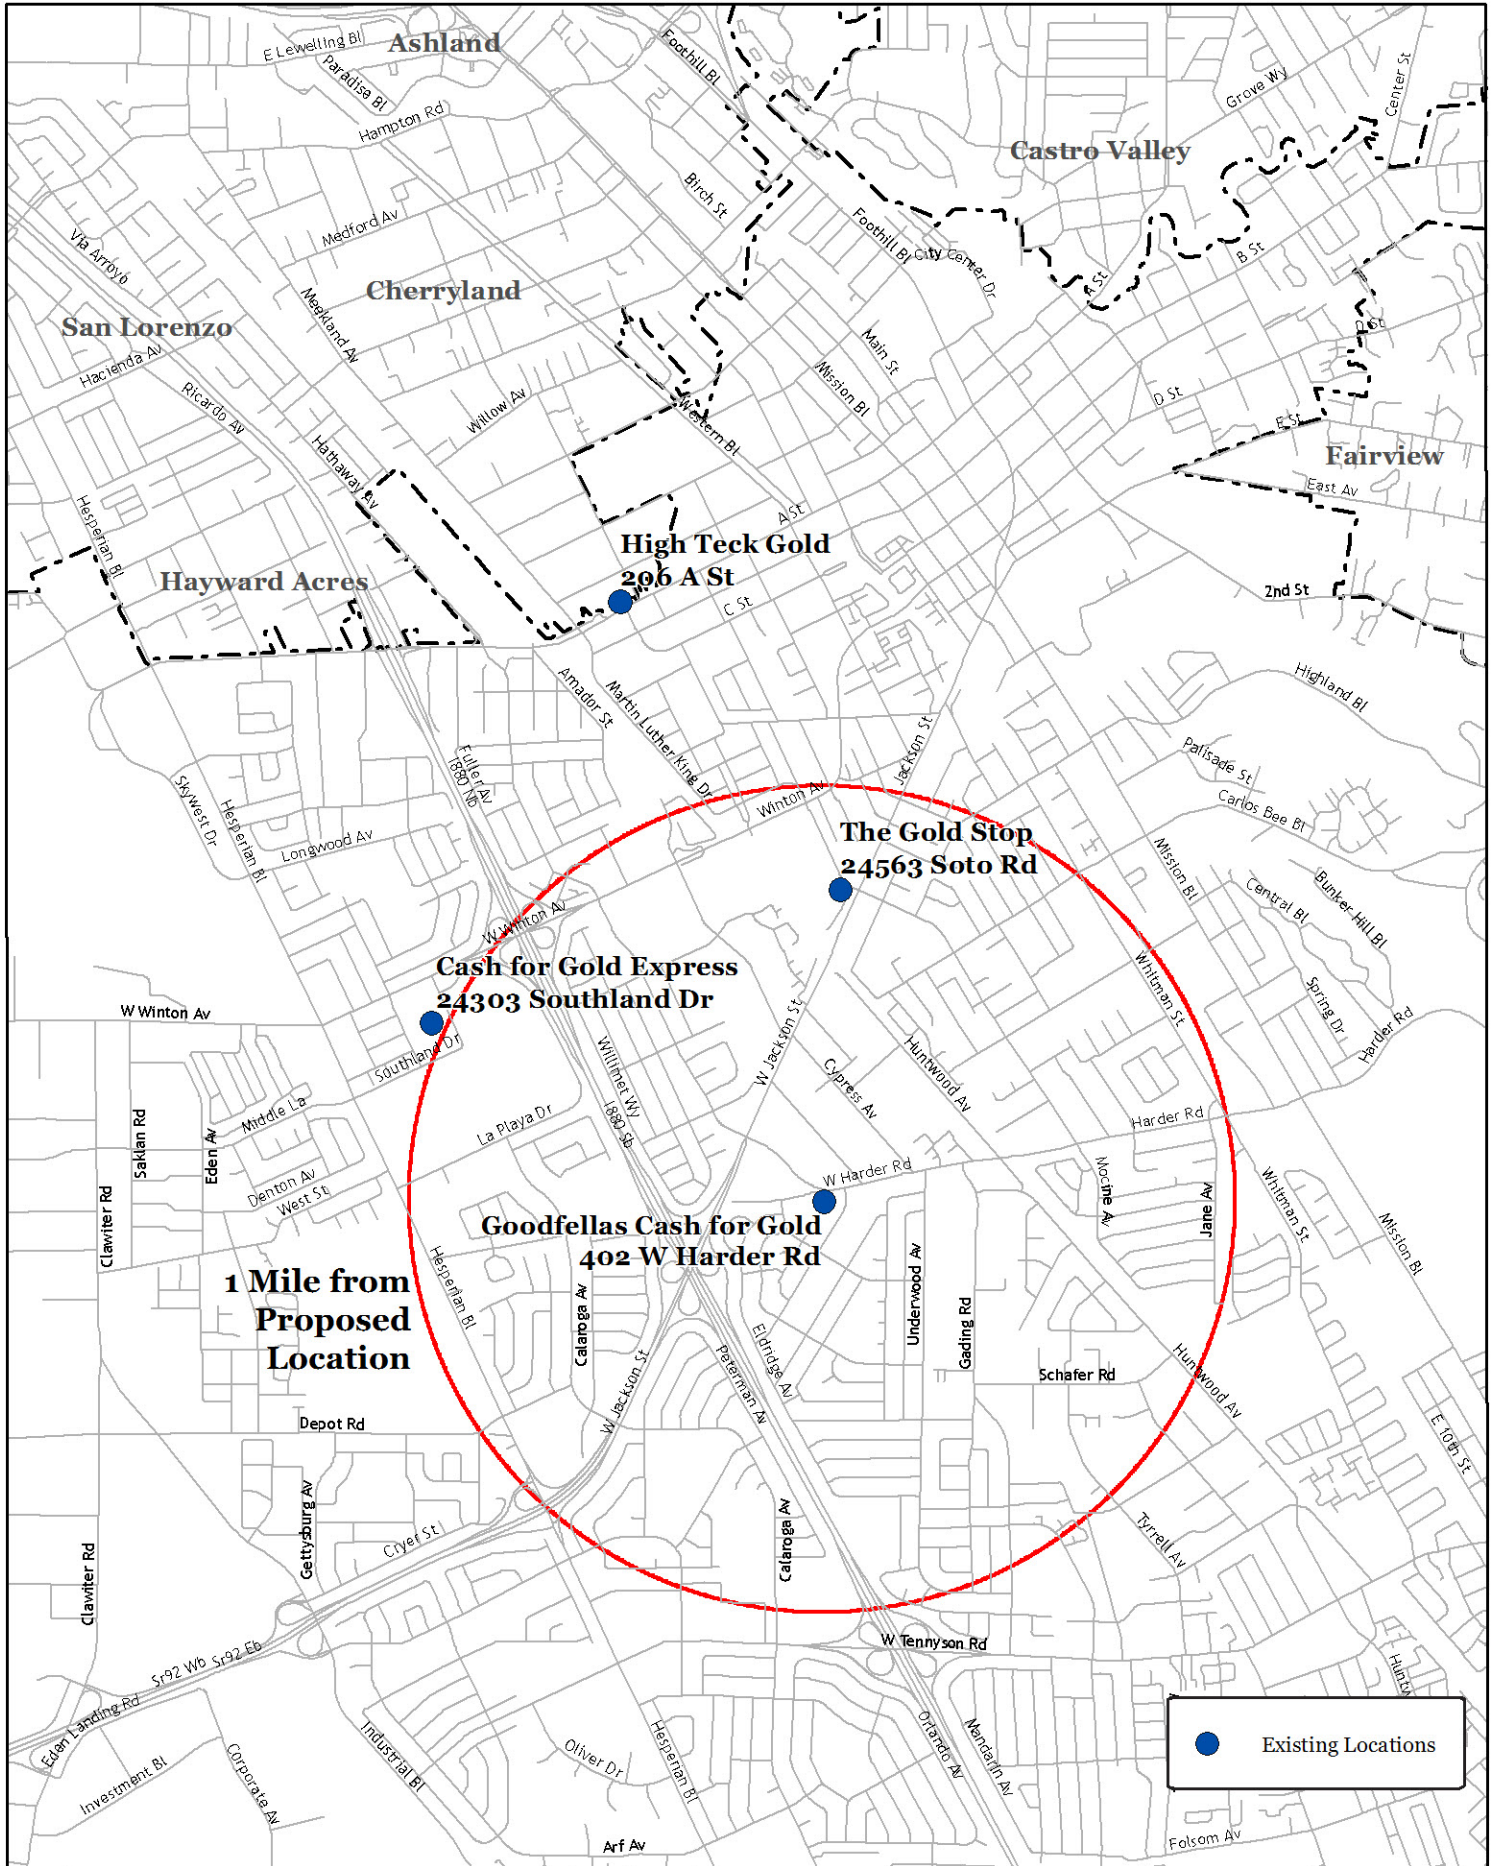 Ashland
E Lewelling Bl
Foothill Bl
Center St
Paradise Bl
Grove Wy
Hampton Rd
Castro Valley
Birch St
Medford Av
Foothill Bl
Via Arroyo
City Center Dr
B St
A St
Cherryland
Meekland Av
San Lorenzo
D St
Main St
Hacienda Av
Mission Bl
Ricardo Av
Willow Av
D St
Western Bl
E St
Hathaway Av
Fairview
East Av
Hesperian Bl
A St
High Teck Gold
206 A St
Hayward Acres
2nd St
C St
Amador St
Martin Luther King Dr
Highland Bl
Jackson St
Fuller Av
I880 Nb
Palisade St
Skywest Dr
Hesperian Bl
Winton Av
Carlos Bee Bl
Longwood Av
The Gold Stop
24563 Soto Rd
Mission Bl
Central Bl
Bunker Hill Bl
W Winton Av
Cash for Gold Express
24303 Southland Dr
Whitman St
Spring Dr
W Winton Av
Harder Rd
W Jackson St
Southland Dr
Willimet Wy
Huntwood Av
Cypress Av
Middle La
La Playa Dr
I880 Sb
Harder Rd
Saklan Rd
Eden Av
Denton Av
West St
W Harder Rd
Mocine Av
Jane Av
Whitman St
Clawiter Rd
Mission Bl
Goodfellas Cash for Gold
402 W Harder Rd
Hesperian Bl
Underwood Av
1 Mile from
Proposed
Location
Calaroga Av
Gading Rd
Eldridge Av
Peterman Av
W Jackson St
Schafer Rd
Huntwood Av
Depot Rd
E 10th St
Gettysburg Av
Calaroga Av
Cryer St
Tyrrell Av
Clawiter Rd
W Tennyson Rd
Sr92 Wb
Sr92 Eb
Huntw
Eden Landing Rd
Orlando Av
Mandarin Av
Industrial Bl
Hesperian Bl
Existing Locations
Oliver Dr
Investment Bl
Corporate Av
Arf Av
Folsom Av